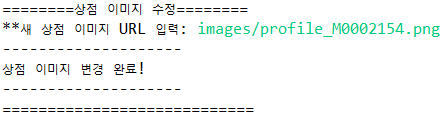 ========상점 이미지 수정========
**새 상점 이미지 URL 입력: images/profile_M0002154.png
--------------------
상점 이미지 변경 완료!
--------------------
============================